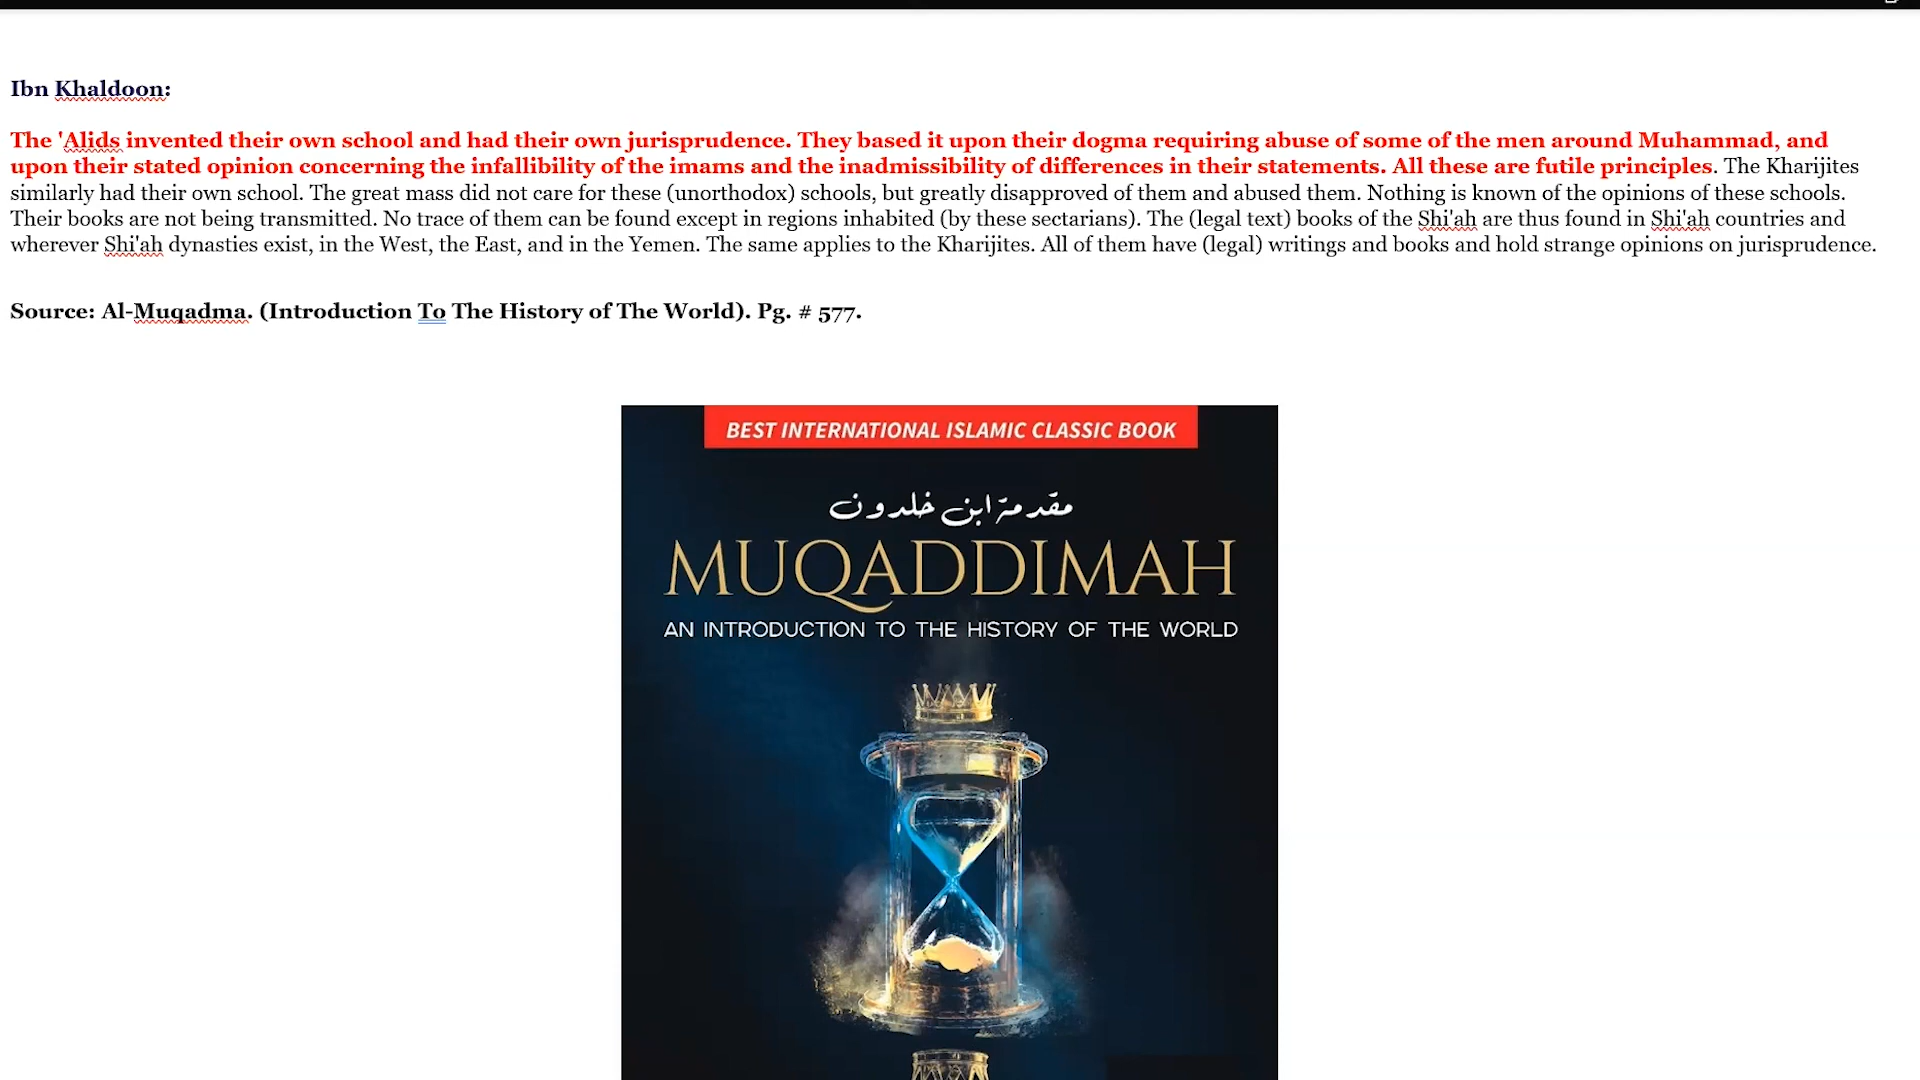 Ibn Khaldoon:
The 'Alids invented their own school and had their own jurisprudence. They based it upon their dogma requiring abuse of some of the men around Muhammad, and
upon their stated opinion concerning the infallibility of the imams and the inadmissibility of differences in their statements. All these are futile principles. The Kharijites
similarly had their own school. The great mass did not care for these (unorthodox) schools, but greatly disapproved of them and abused them. Nothing is known of the opinions of these schools.
Their books are not being transmitted. No trace of them can be found except in regions inhabited (by these sectarians). The (legal text) books of the Shi'ah are thus found in Shi'ah countries and
wherever Shi'ah dynasties exist, in the West, the East, and in the Yemen. The same applies to the Kharijites. All of them have (legal) writings and books and hold strange opinions on jurisprudence.
Source: Al-Muqadma. (Introduction To The History of The World). Pg. # 577.
BEST INTERNATIONAL ISLAMIC CLASSIC BOOK
مقدمة ابن خلدون
MUQADDIMAH
AN INTRODUCTION TO THE HISTORY OF THE WORLD